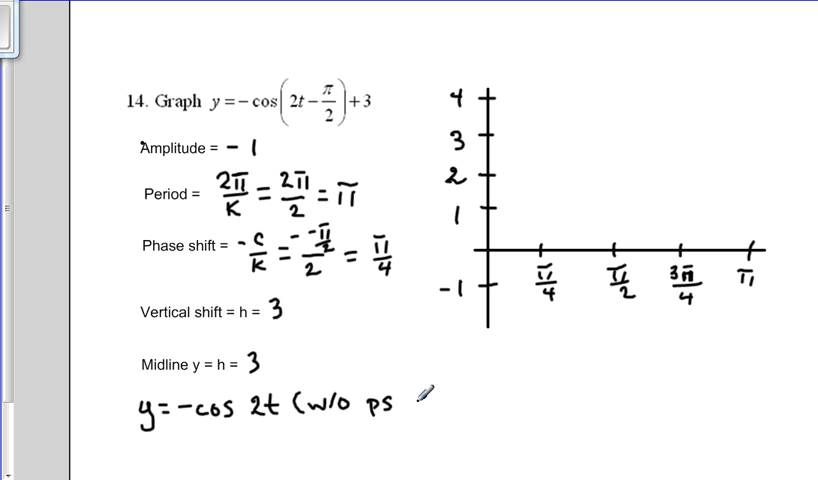 14. Graph y = - cos(2t - π/2) + 3
Amplitude = - 1
Period = 2π/K = 2π/2 = π
Phase shift = -c/K = - -π/2/2 = π/4
Vertical shift = h = 3
Midline y = h = 3
y = -cos 2t (w/o ps
4
3
2
1
-1
π/4 π/2 3π/4 π